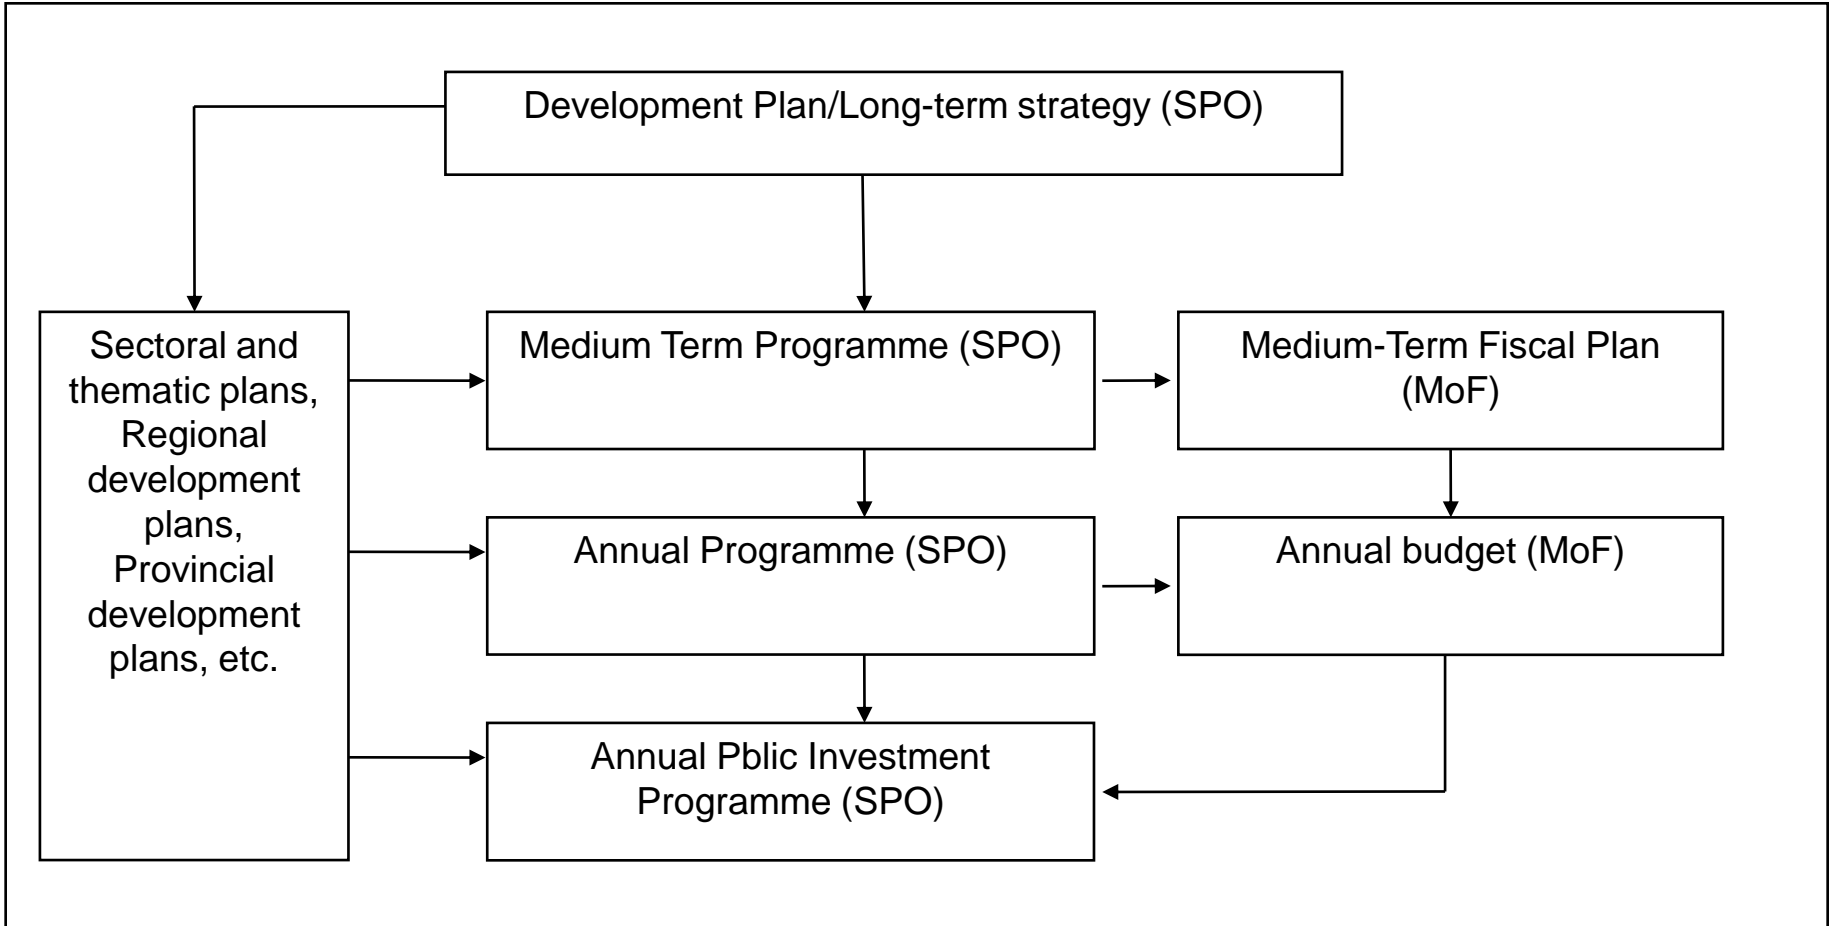 Development Plan/Long-term strategy (SPO)
Sectoral and
thematic plans,
Regional
development
plans,
Provincial
development
plans, etc.
Medium Term Programme (SPO)
Medium-Term Fiscal Plan
(MoF)
Annual Programme (SPO)
Annual budget (MoF)
Annual Pblic Investment
Programme (SPO)